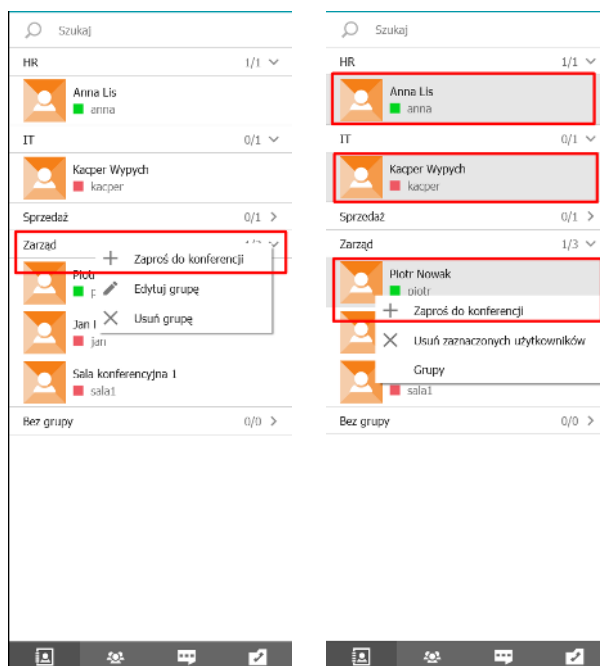 Szukaj
HR 1/1
Anna Lis
anna
IT 0/1
Kacper Wypych
kacper
Sprzedaż 0/1
Zarząd
Zaproś do konferencji
Edytuj grupę
Usuń grupę
jan
Sala konferencyjna 1
sala1
Bez grupy 0/0
Szukaj
HR 1/1
Anna Lis
anna
IT 0/1
Kacper Wypych
kacper
Sprzedaż 0/1
Zarząd 1/3
Piotr Nowak
piotr
Zaproś do konferencji
Usuń zaznaczonych użytkowników
Grupy
sala1
Bez grupy 0/0